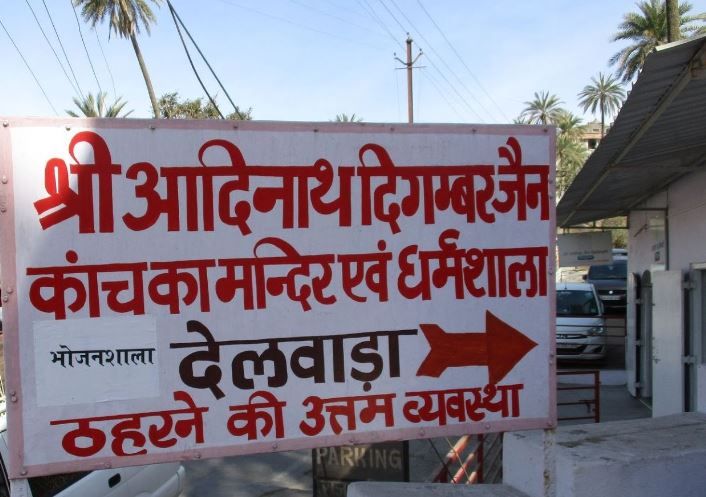 श्री आदिनाथ दिगम्बर जैन
कांच का मन्दिर एवं धर्मशाला
भोजनशाला
देलवाड़ा
ठहरने की उत्तम व्यवस्था
PARKING